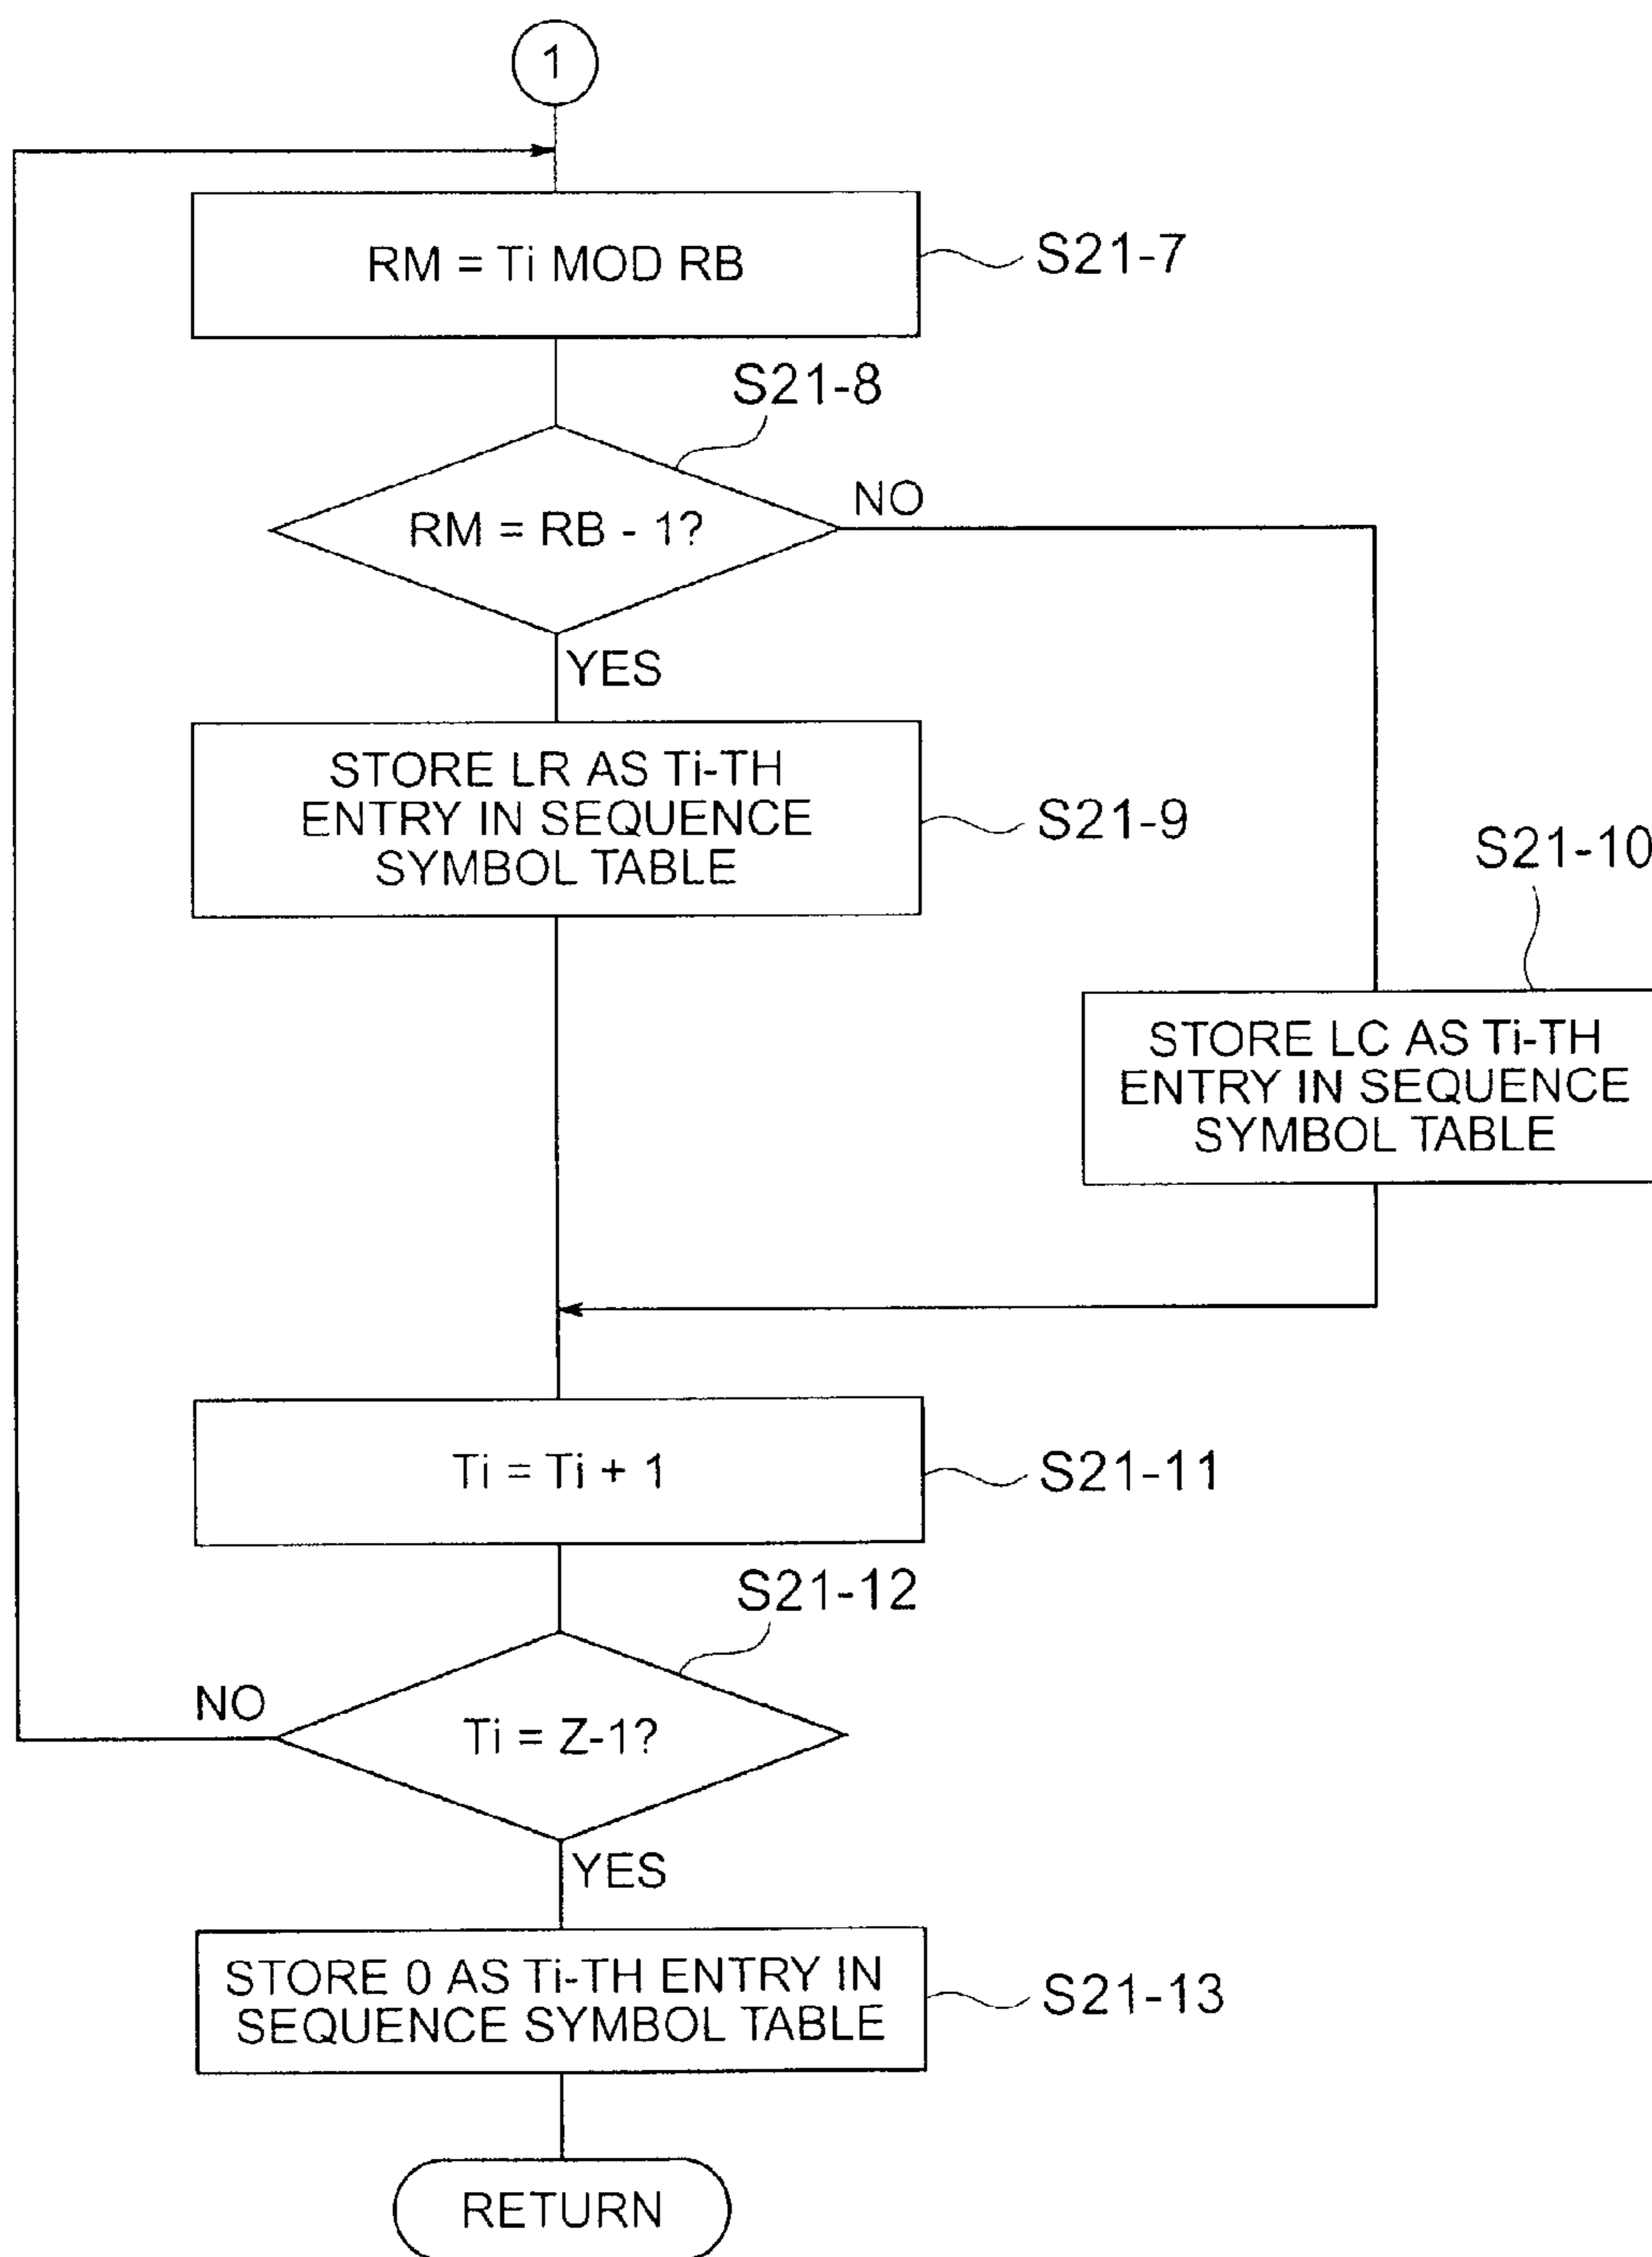 1
RM = Ti MOD RB
S21-7
S21-8
RM = RB - 1?
NO
YES
STORE LR AS Ti-TH
ENTRY IN SEQUENCE
SYMBOL TABLE
S21-9
S21-10
STORE LC AS Ti-TH
ENTRY IN SEQUENCE
SYMBOL TABLE
Ti = Ti + 1
S21-11
S21-12
NO
Ti = Z-1?
YES
STORE 0 AS Ti-TH ENTRY IN
SEQUENCE SYMBOL TABLE
S21-13
RETURN